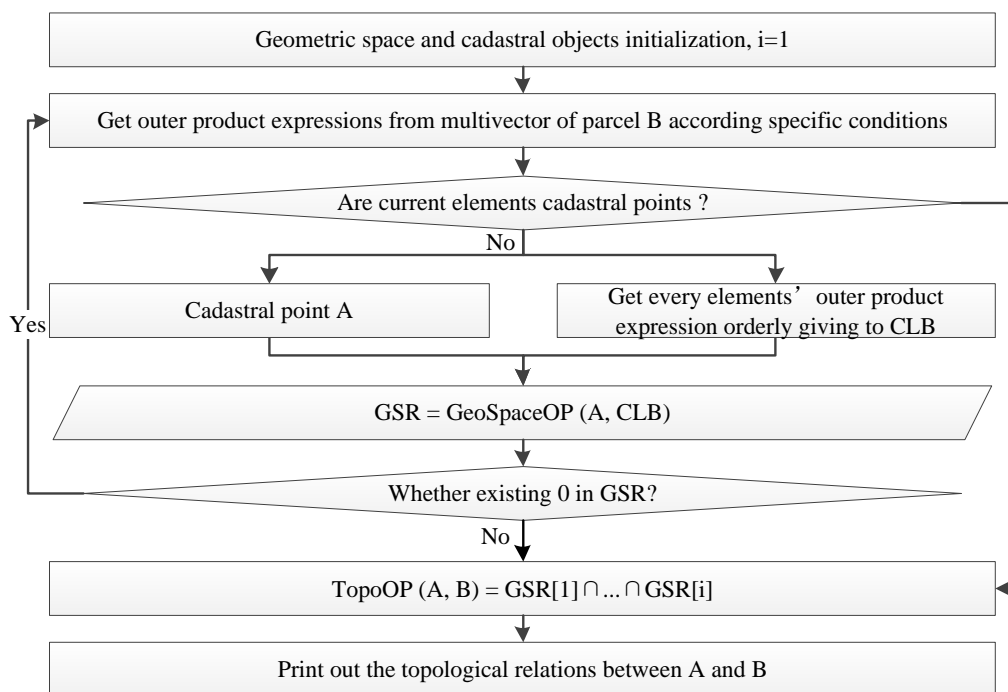 Geometric space and cadastral objects initialization, i=1
Get outer product expressions from multivector of parcel B according specific conditions
Are current elements cadastral points ?
No
Cadastral point A
Get every elements’ outer product
expression orderly giving to CLB
Yes
GSR = GeoSpaceOP (A, CLB)
Whether existing 0 in GSR?
No
TopoOP (A, B) = GSR[1]∩...∩GSR[i]
Print out the topological relations between A and B